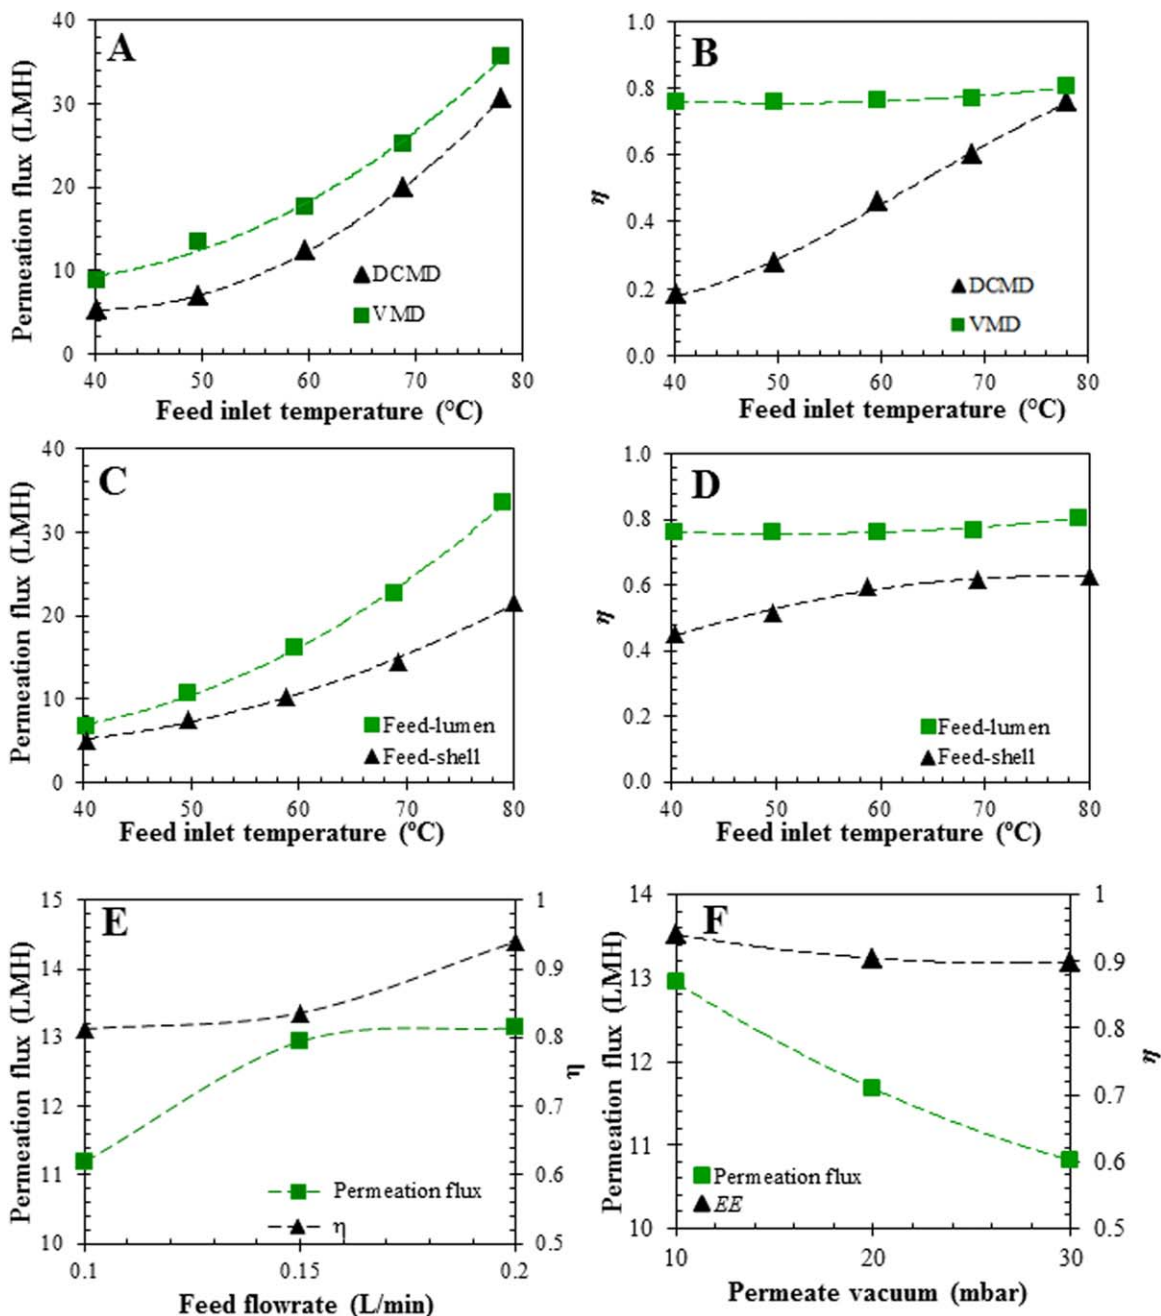 A
Permeation flux (LMH)
40
30
20
10
0
DCMD
VMD
40 50 60 70 80
Feed inlet temperature (°C)
B
η
1.0
0.8
0.6
0.4
0.2
0.0
DCMD
VMD
40 50 60 70 80
Feed inlet temperature (°C)
C
Permeation flux (LMH)
40
30
20
10
0
Feed-lumen
Feed-shell
40 50 60 70 80
Feed inlet temperature (ºC)
D
η
1.0
0.8
0.6
0.4
0.2
0.0
Feed-lumen
Feed-shell
40 50 60 70 80
Feed inlet temperature (ºC)
E
Permeation flux (LMH)
15
14
13
12
11
10
1
0.9
0.8
0.7
0.6
0.5
η
Permeation flux
η
0.1 0.15 0.2
Feed flowrate (L/min)
F
Permeation flux (LMH)
14
13
12
11
10
1
0.9
0.8
0.7
0.6
0.5
η
Permeation flux
EE
10 20 30
Permeate vacuum (mbar)